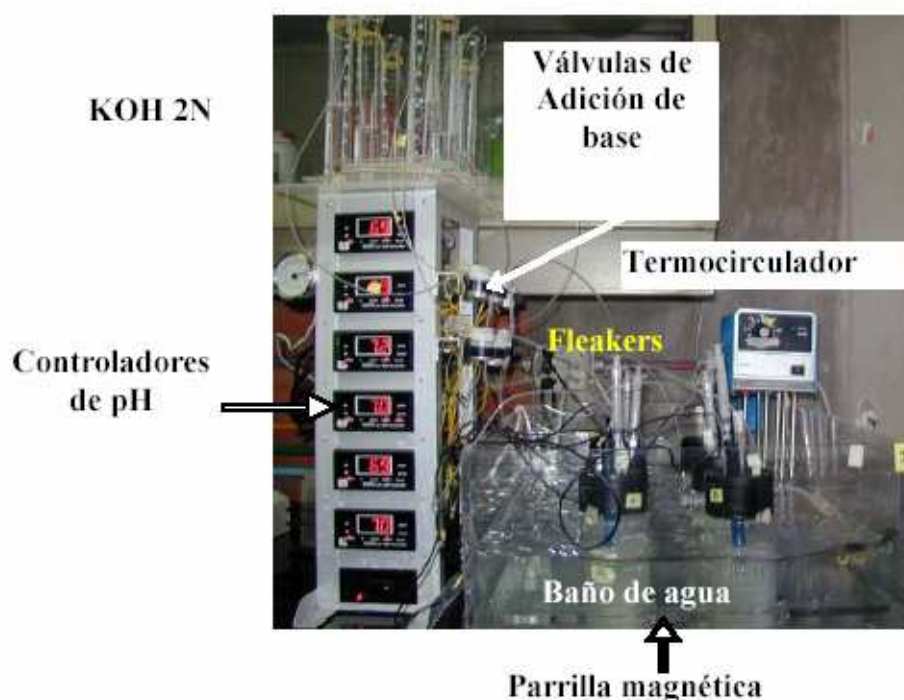 KOH 2N
Válvulas de
Adición de
base
Termocirculador
Fleakers
Controladores
de pH
Baño de agua
Parrilla magnética